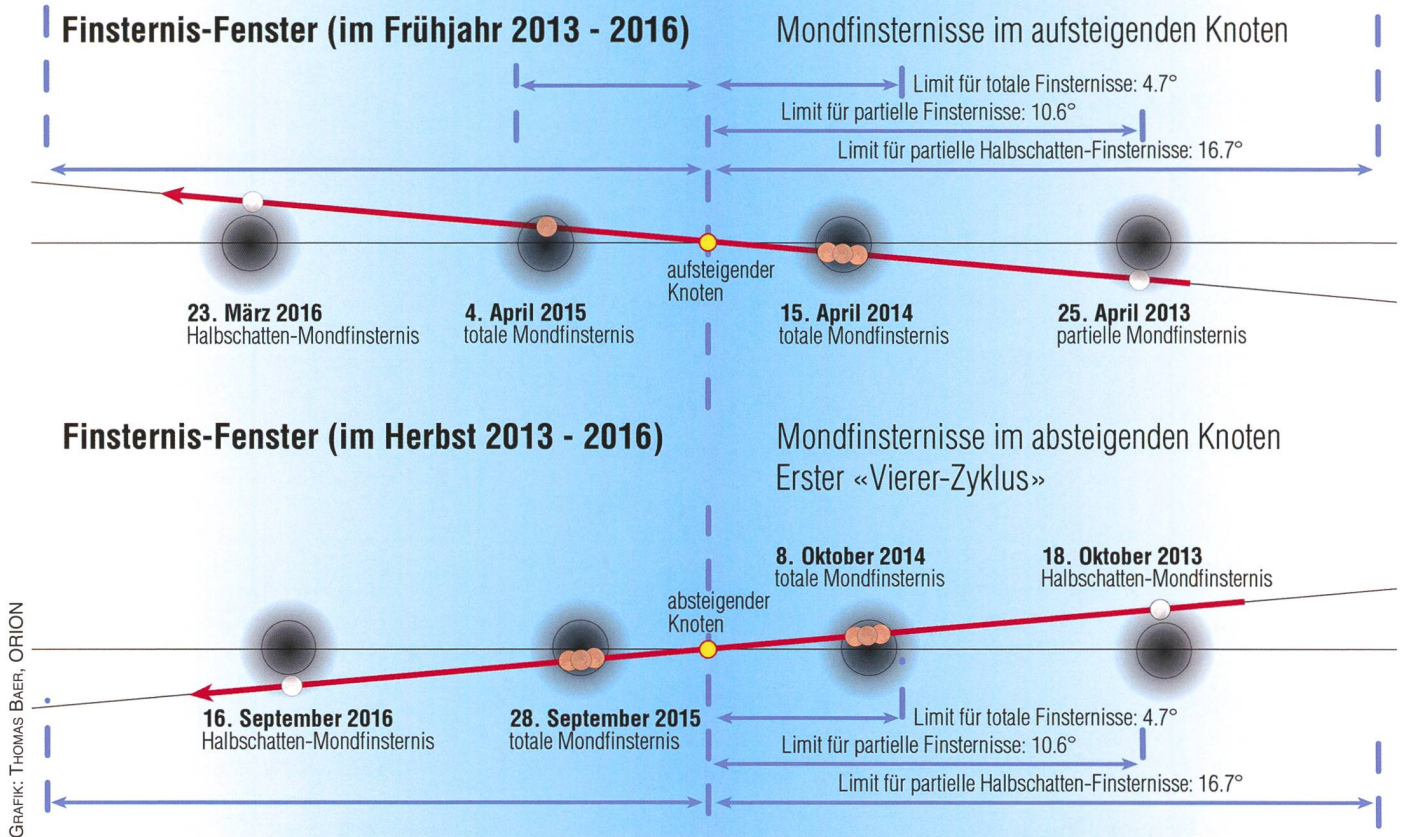 Finsternis-Fenster (im Frühjahr 2013 - 2016)
Mondfinsternisse im aufsteigenden Knoten
Limit für totale Finsternisse: 4.7°
Limit für partielle Finsternisse: 10.6°
Limit für partielle Halbschatten-Finsternisse: 16.7°
aufsteigender
Knoten
23. März 2016
Halbschatten-Mondfinsternis
4. April 2015
totale Mondfinsternis
15. April 2014
totale Mondfinsternis
25. April 2013
partielle Mondfinsternis
Finsternis-Fenster (im Herbst 2013 - 2016)
Mondfinsternisse im absteigenden Knoten
Erster «Vierer-Zyklus»
8. Oktober 2014
totale Mondfinsternis
18. Oktober 2013
Halbschatten-Mondfinsternis
absteigender
Knoten
16. September 2016
Halbschatten-Mondfinsternis
28. September 2015
totale Mondfinsternis
Limit für totale Finsternisse: 4.7°
Limit für partielle Finsternisse: 10.6°
Limit für partielle Halbschatten-Finsternisse: 16.7°
GRAFIK: THOMAS BAER, ORION